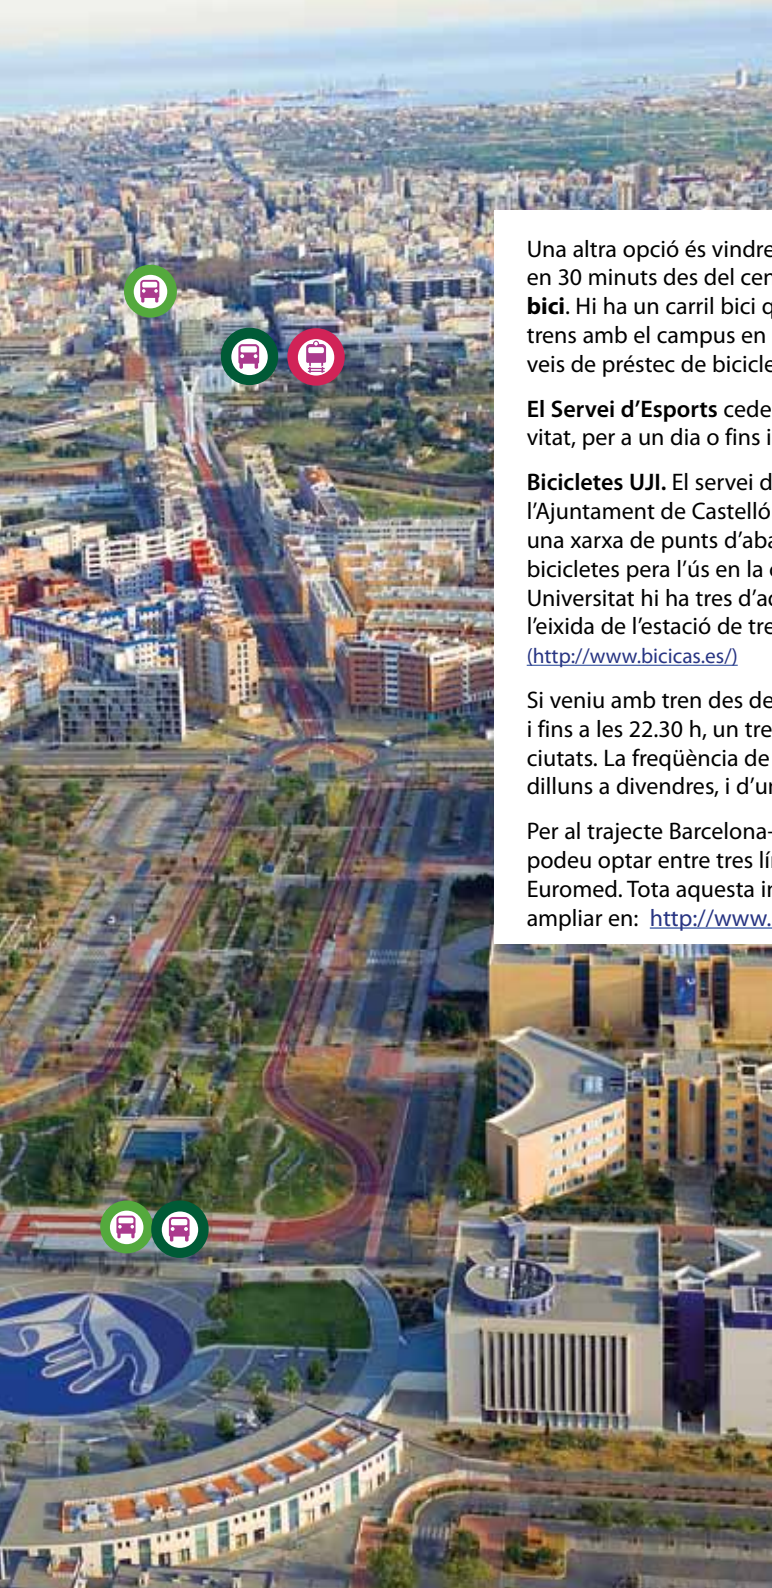 Una altra opció és vindre
en 30 minuts des del cen
bici. Hi ha un carril bici q
trens amb el campus en
veis de préstec de bicicle
El Servei d’Esports cede
vitat, per a un dia o fins i
Bicicletes UJI. El servei d
l’Ajuntament de Castelló
una xarxa de punts d’aba
bicicletes pera l’ús en la
Universitat hi ha tres d’a
l’eixida de l’estació de tre
(http://www.bicicas.es/)
Si veniu amb tren des de
i fins a les 22.30 h, un tre
ciutats. La freqüència de
dilluns a divendres, i d’u
Per al trajecte Barcelona-
podeu optar entre tres lí
Euromed. Tota aquesta i
ampliar en: http://www.